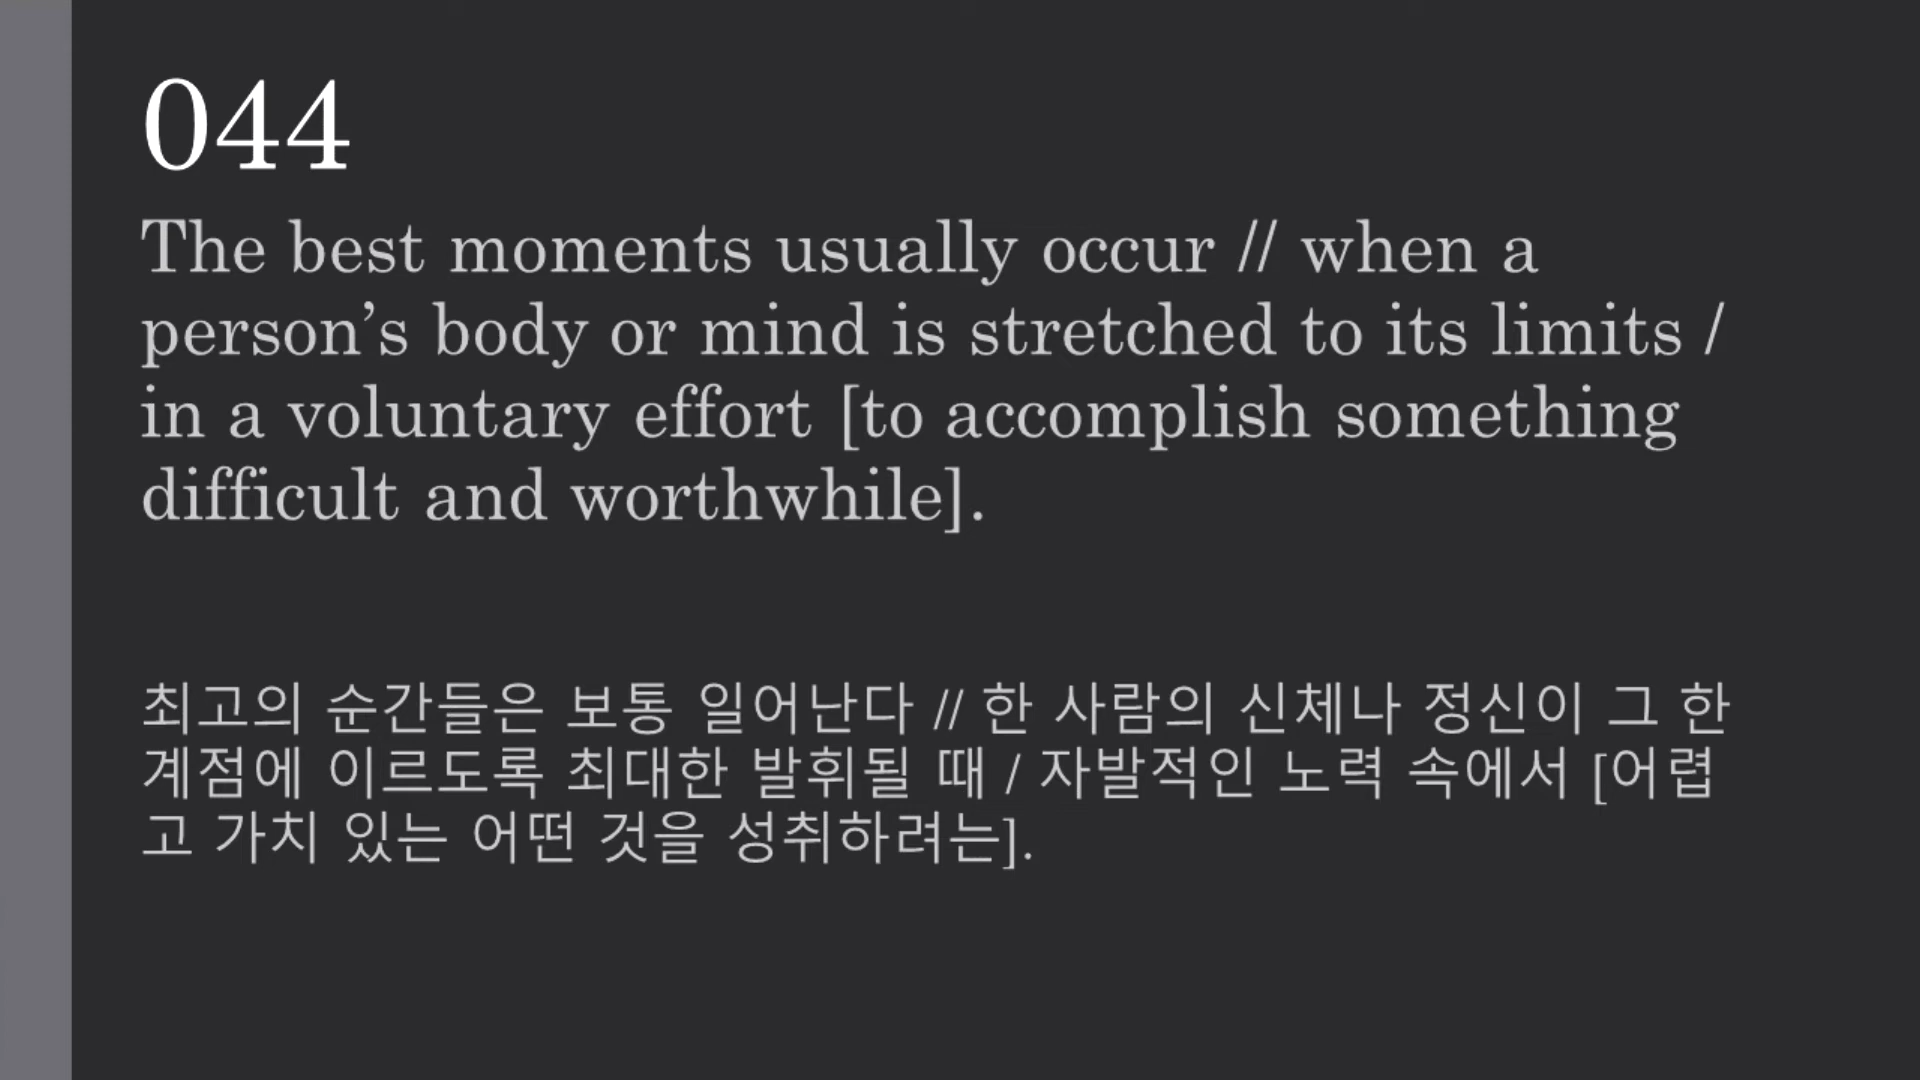 044
The best moments usually occur // when a
person’s body or mind is stretched to its limits /
in a voluntary effort [to accomplish something
difficult and worthwhile].
최고의 순간들은 보통 일어난다 // 한 사람의 신체나 정신이 그 한
계점에 이르도록 최대한 발휘될 때 / 자발적인 노력 속에서 [어렵
고 가치 있는 어떤 것을 성취하려는].